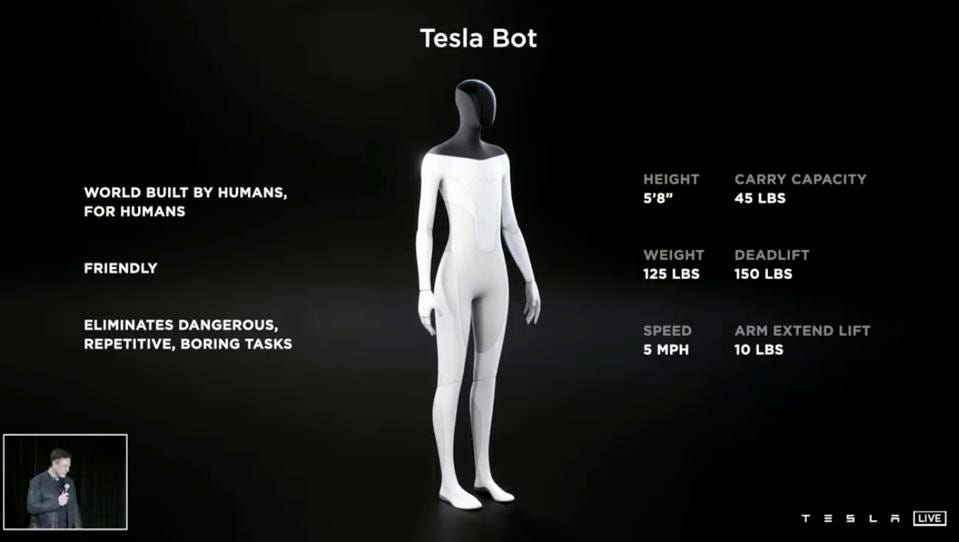 Tesla Bot
WORLD BUILT BY HUMANS,
FOR HUMANS
FRIENDLY
ELIMINATES DANGEROUS,
REPETITIVE, BORING TASKS
HEIGHT
5’8”
CARRY CAPACITY
45 LBS
WEIGHT
125 LBS
DEADLIFT
150 LBS
SPEED
5 MPH
ARM EXTEND LIFT
10 LBS
TESLA LIVE